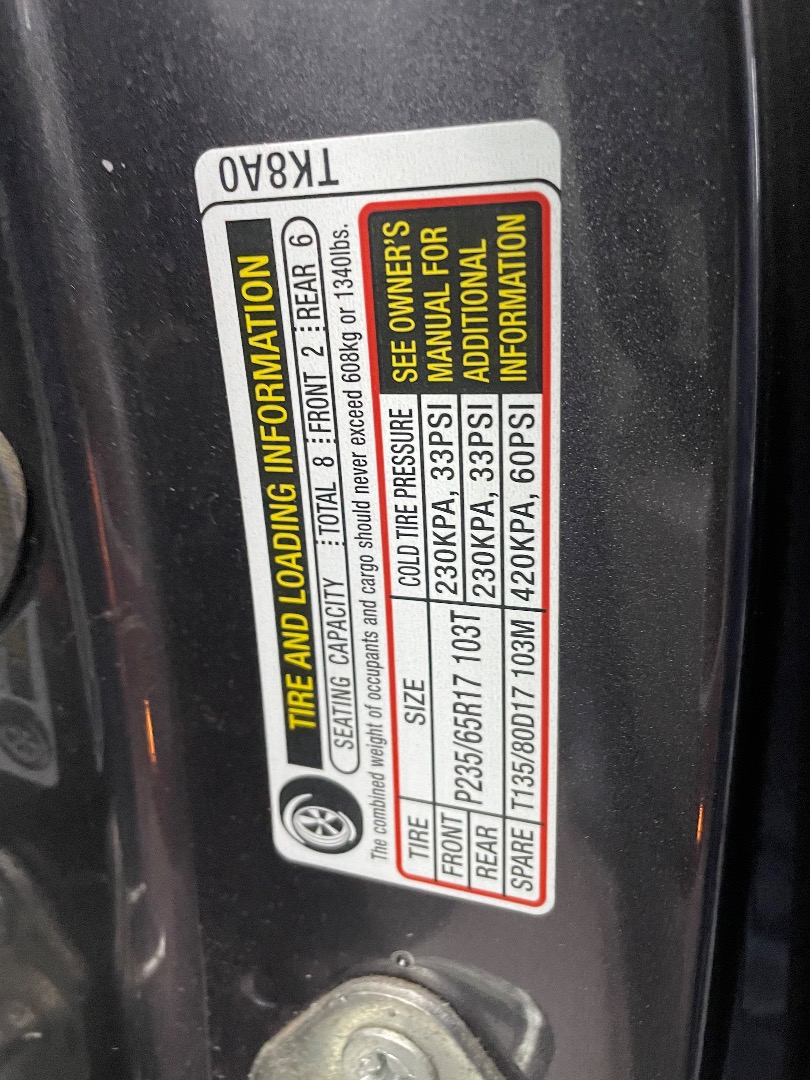 TK8A0
TIRE AND LOADING INFORMATION
SEATING CAPACITY TOTAL 8 FRONT 2 REAR 6
The combined weight of occupants and cargo should never exceed 608kg or 1340lbs.
TIRE SIZE COLD TIRE PRESSURE
FRONT P235/65R17 103T 230KPA, 33PSI
REAR 230KPA, 33PSI
SPARE T135/80D17 103M 420KPA, 60PSI
SEE OWNER'S
MANUAL FOR
ADDITIONAL
INFORMATION